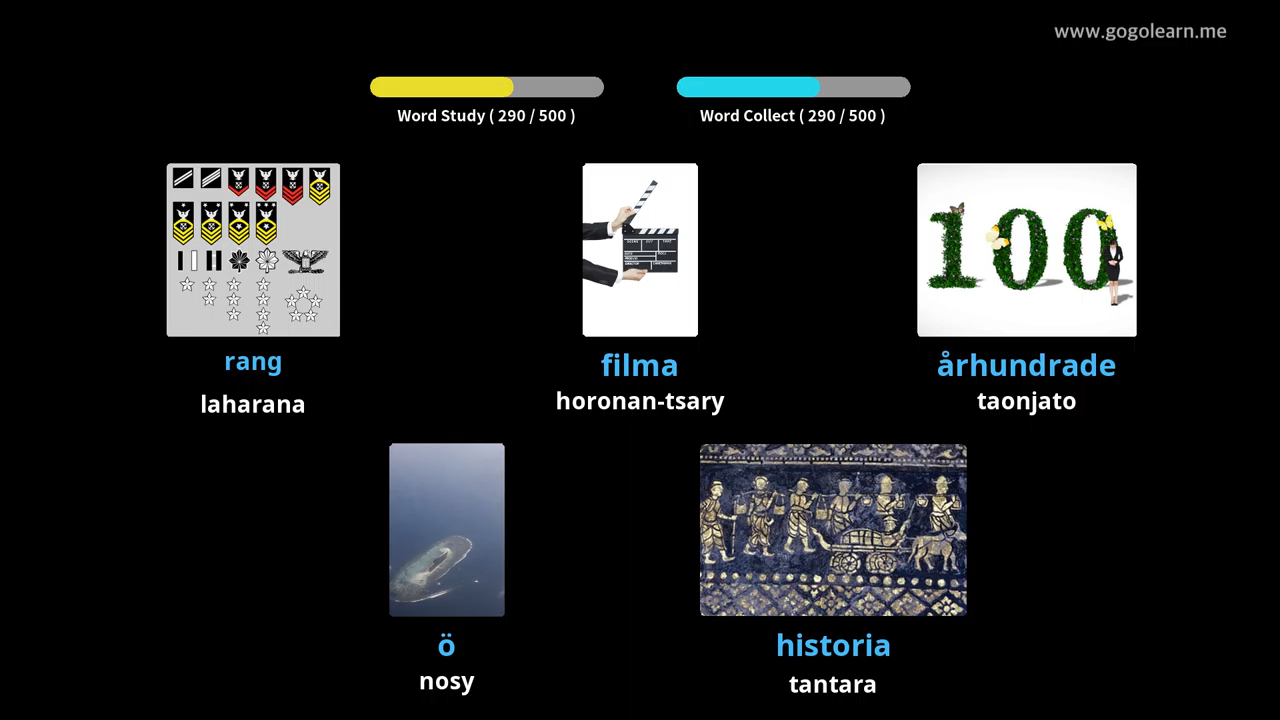 www.gogolearn.me
Word Study ( 290 / 500 )
Word Collect ( 290 / 500 )
100
rang
laharana
filma
horonan-tsary
århundrade
taonjato
ö
nosy
historia
tantara